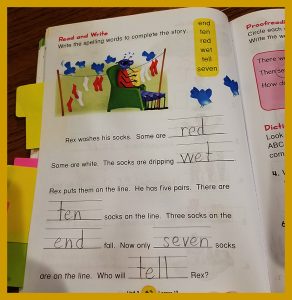 Read and Write
Write the spelling words to complete the story.
end
ten
red
wet
tell
seven
Rex washes his socks. Some are red
Some are white. The socks are dripping wet
Rex puts them on the line. He has five pairs. There are
ten socks on the line. Three socks on the
end fall. Now only seven socks
are on the line. Who will tell Rex?
Proofreadi
Circle each
Write the w
There w
Then se
How do
Dicti
Look
ABC
com